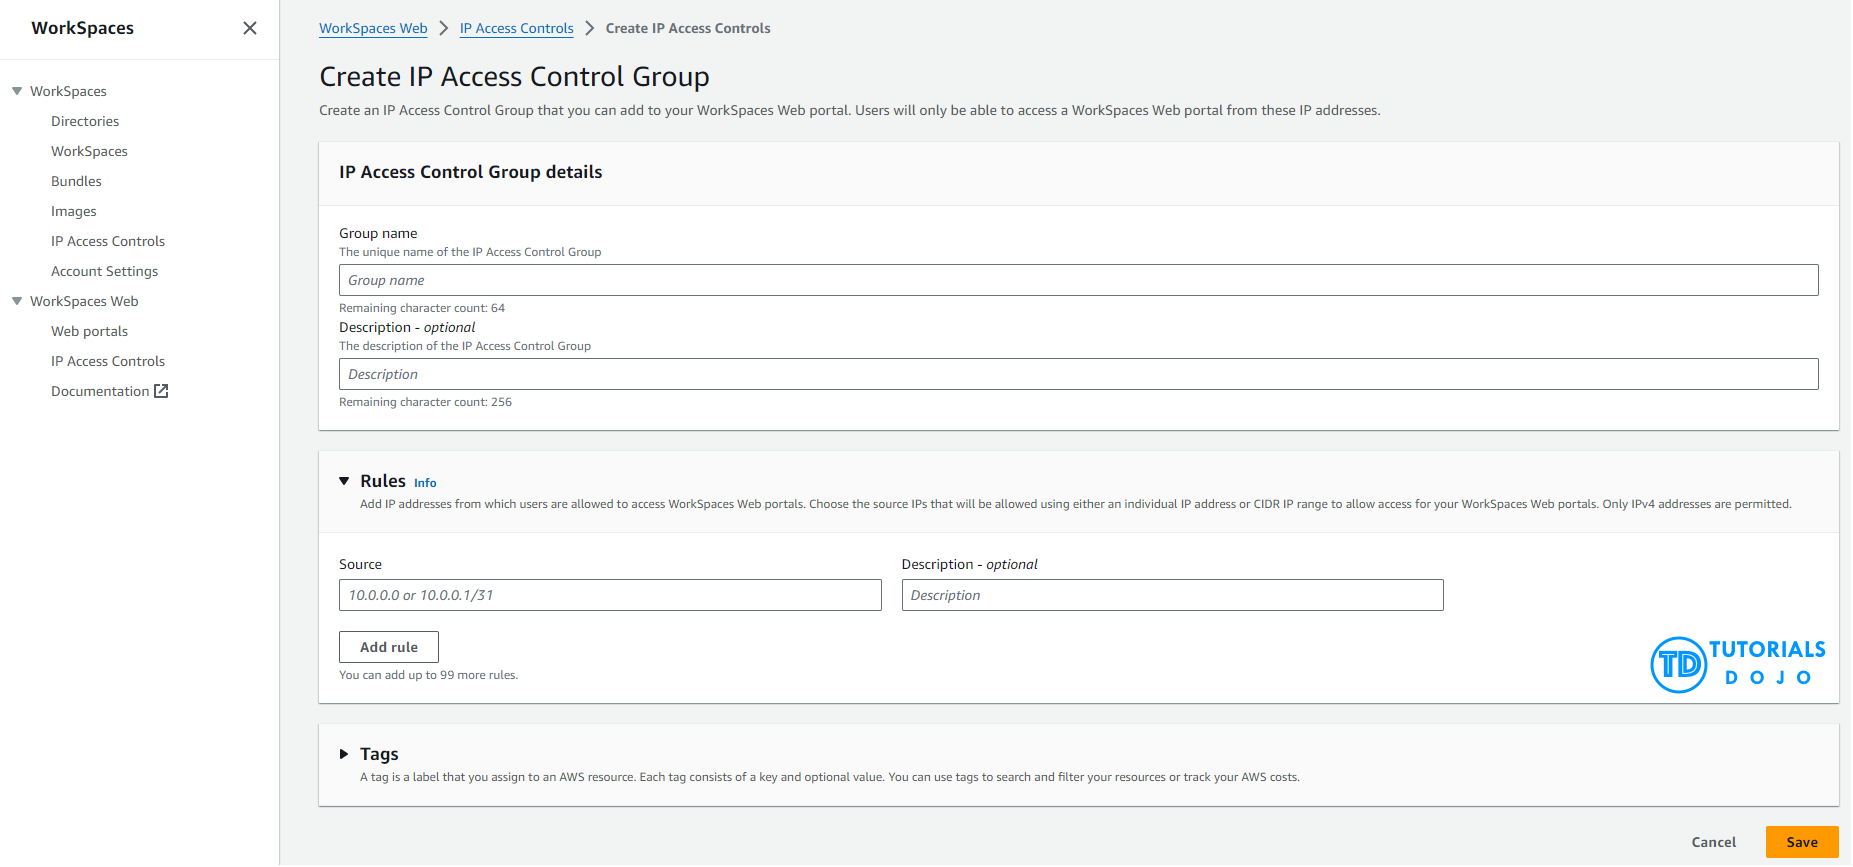 WorkSpaces
WorkSpaces
Directories
WorkSpaces
Bundles
Images
IP Access Controls
Account Settings
WorkSpaces Web
Web portals
IP Access Controls
Documentation
WorkSpaces Web > IP Access Controls > Create IP Access Controls
Create IP Access Control Group
Create an IP Access Control Group that you can add to your WorkSpaces Web portal. Users will only be able to access a WorkSpaces Web portal from these IP addresses.
IP Access Control Group details
Group name
The unique name of the IP Access Control Group
Group name
Remaining character count: 64
Description - optional
The description of the IP Access Control Group
Description
Remaining character count: 256
Rules Info
Add IP addresses from which users are allowed to access WorkSpaces Web portals. Choose the source IPs that will be allowed using either an individual IP address or CIDR IP range to allow access for your WorkSpaces Web portals. Only IPv4 addresses are permitted.
Source Description - optional
10.0.0.0 or 10.0.0.1/31 Description
Add rule
You can add up to 99 more rules.
TD TUTORIALS
DOJO
Tags
A tag is a label that you assign to an AWS resource. Each tag consists of a key and optional value. You can use tags to search and filter your resources or track your AWS costs.
Cancel Save